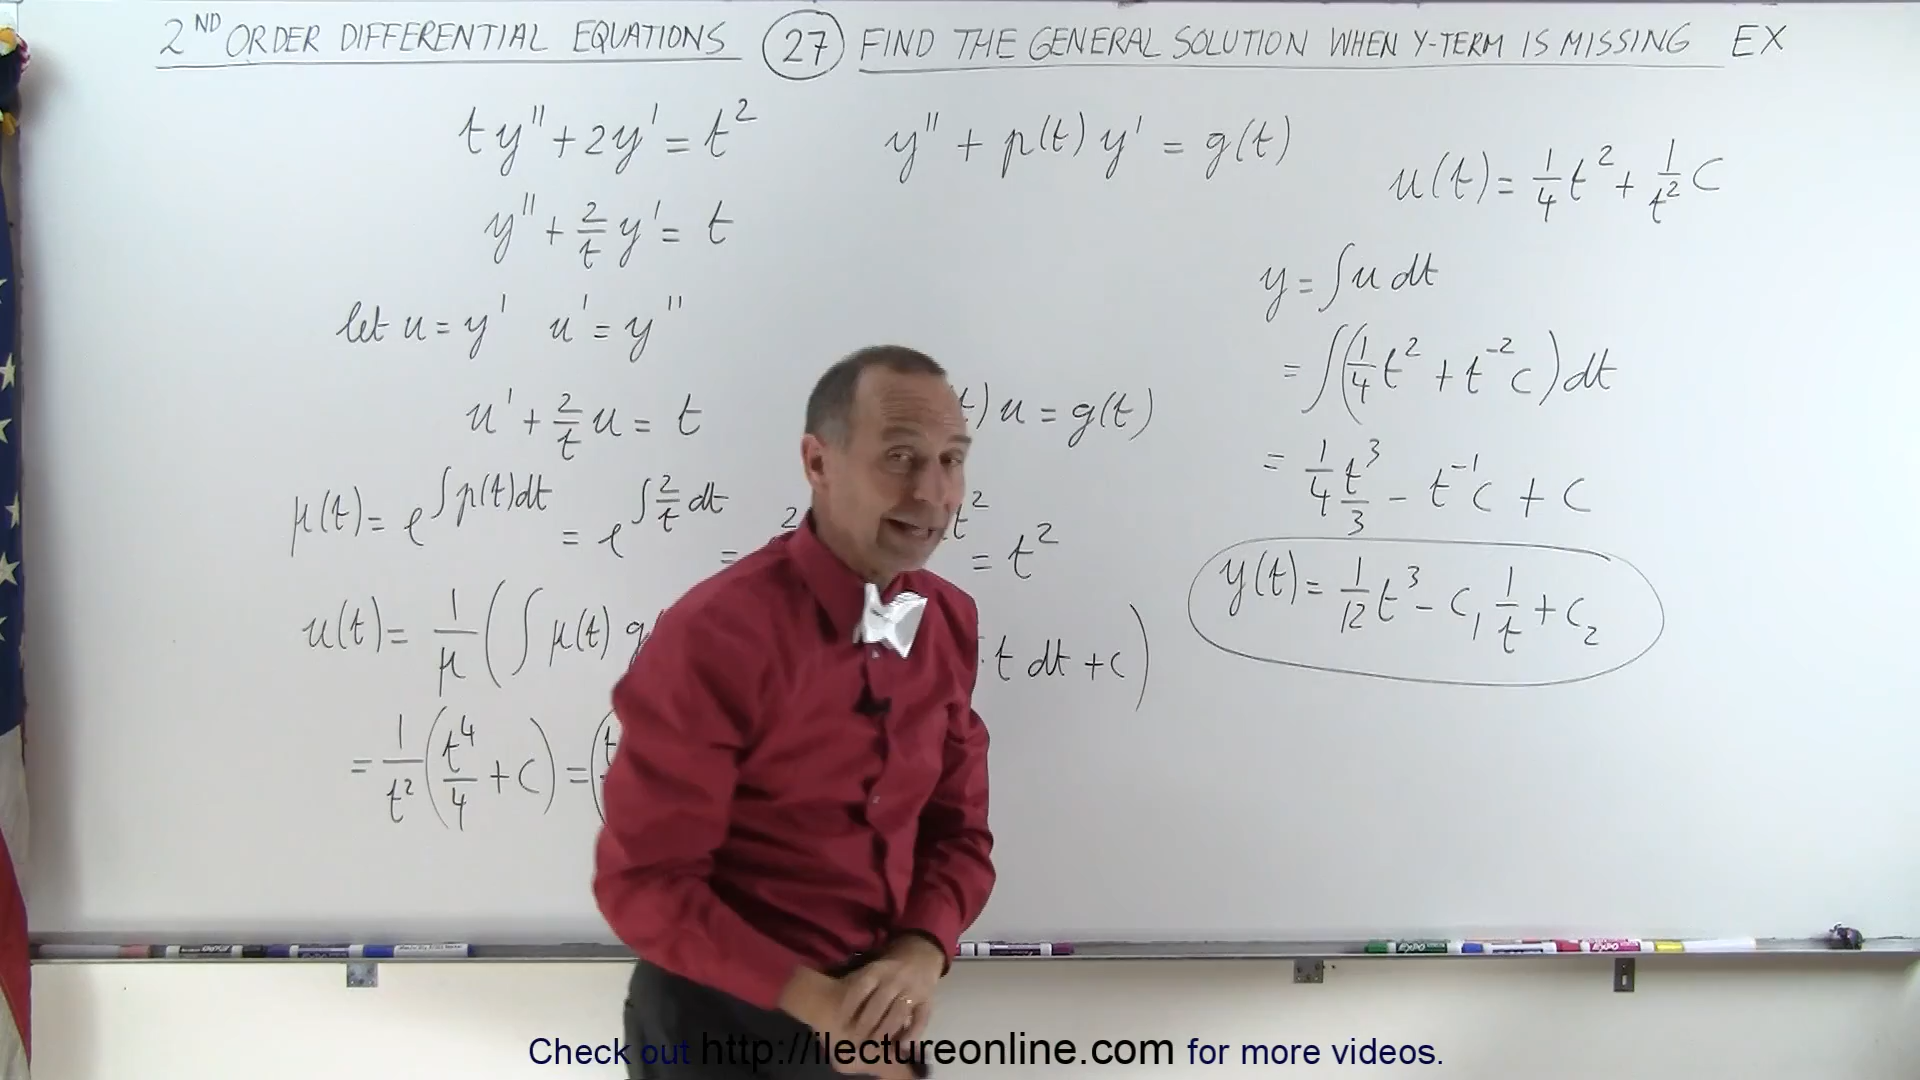 2ND ORDER DIFFERENTIAL EQUATIONS 27 FIND THE GENERAL SOLUTION WHEN Y-TERM IS MISSING EX
ty" + 2y' = t²
y" + p(t) y' = g(t)
y" + 2/t y' = t
let u = y' u' = y"
u' + 2/t u = t
t) u = g(t)
μ(t) = e^∫p(t)dt = e^∫2/t dt = 2 t² = t²
u(t) = 1/μ (∫ μ(t) g t dt + C)
= 1/t² (t⁴/4 + C) = (t
u(t) = 1/4 t² + 1/t² C
y = ∫u dt
= ∫(1/4 t² + t⁻² C) dt
= 1/4 t³/3 - t⁻¹ C + C
y(t) = 1/12 t³ - C₁ 1/t + C₂
EXPO
EXPO
Check out http://ilectureonline.com for more videos.